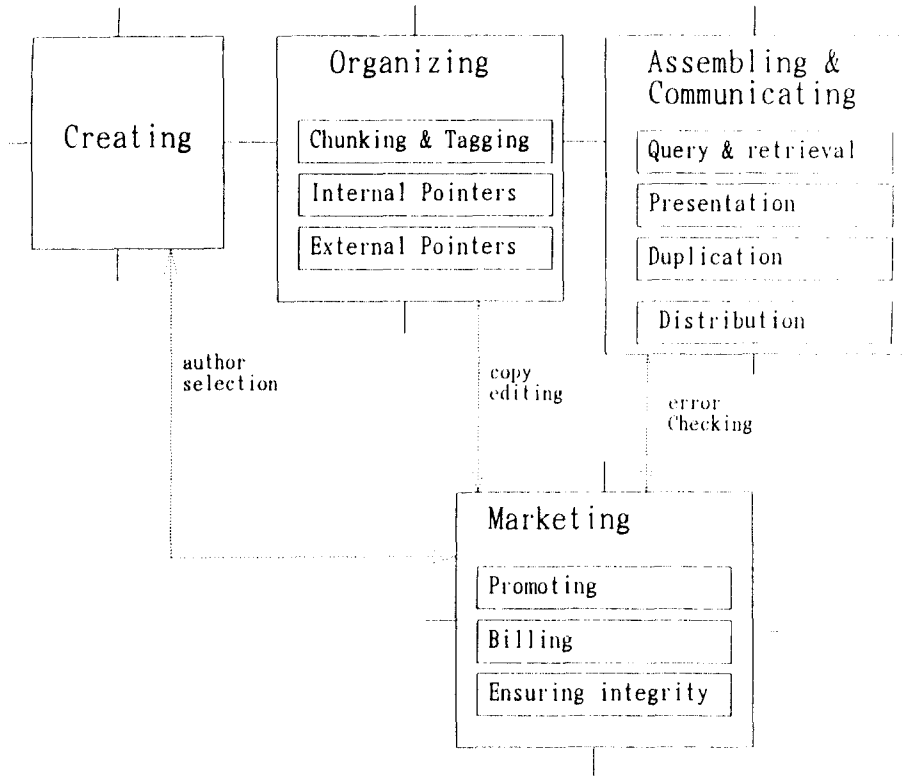 Creating
Organizing
Chunking & Tagging
Internal Pointers
External Pointers
Assembling &
Communicating
Query & retrieval
Presentation
Duplication
Distribution
author
selection
copy
editing
error
Checking
Marketing
Promoting
Billing
Ensuring integrity